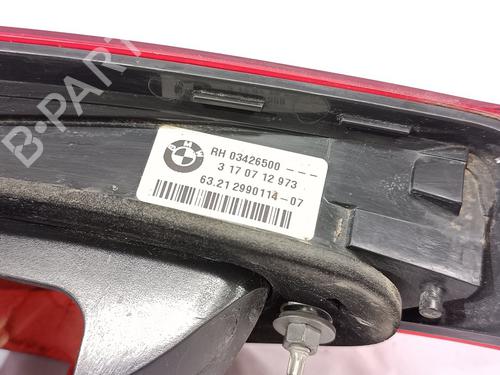 B-PARTS
BMW
RH 03426500 ---
3 17 07 12 973
63.21 2990114-07